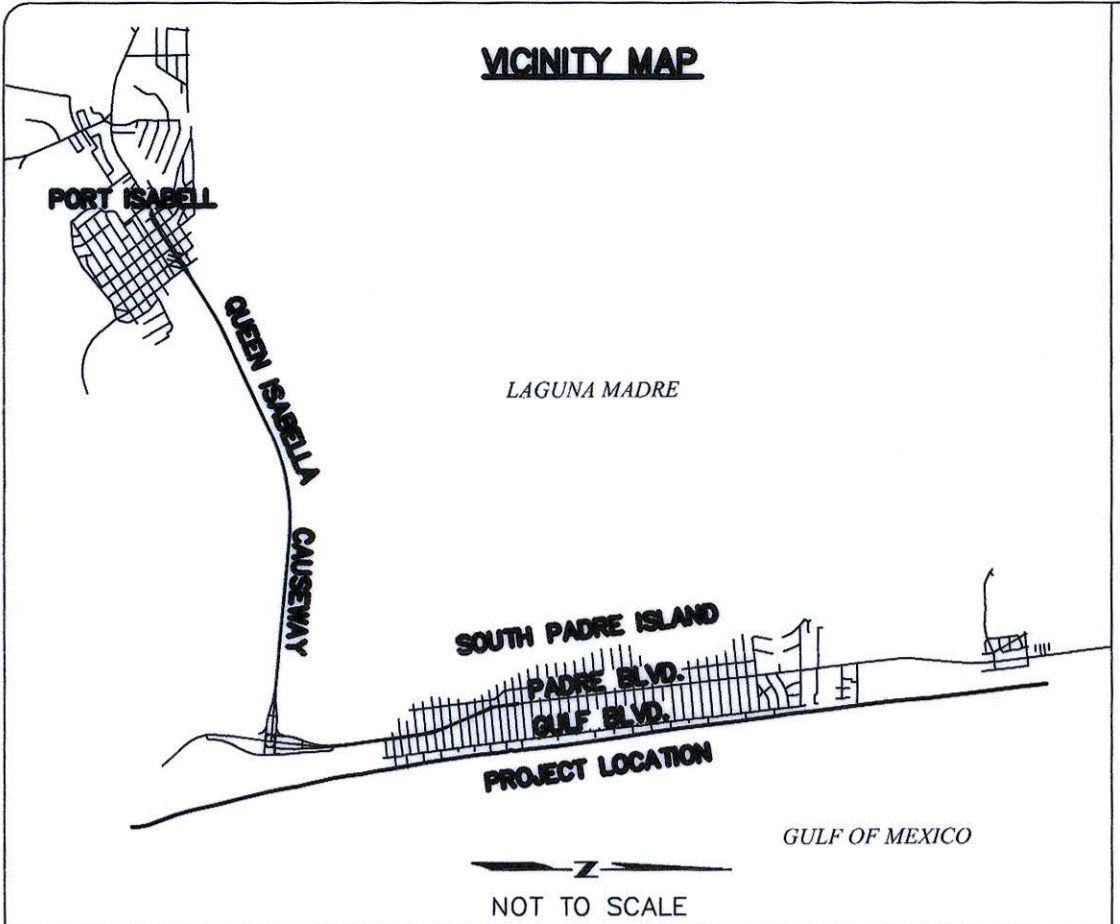 VICINITY MAP
PORT ISABELL
QUEEN ISABELLA
CAUSEWAY
LAGUNA MADRE
SOUTH PADRE ISLAND
PADRE BLVD.
GULF BLVD.
PROJECT LOCATION
GULF OF MEXICO
Z
NOT TO SCALE